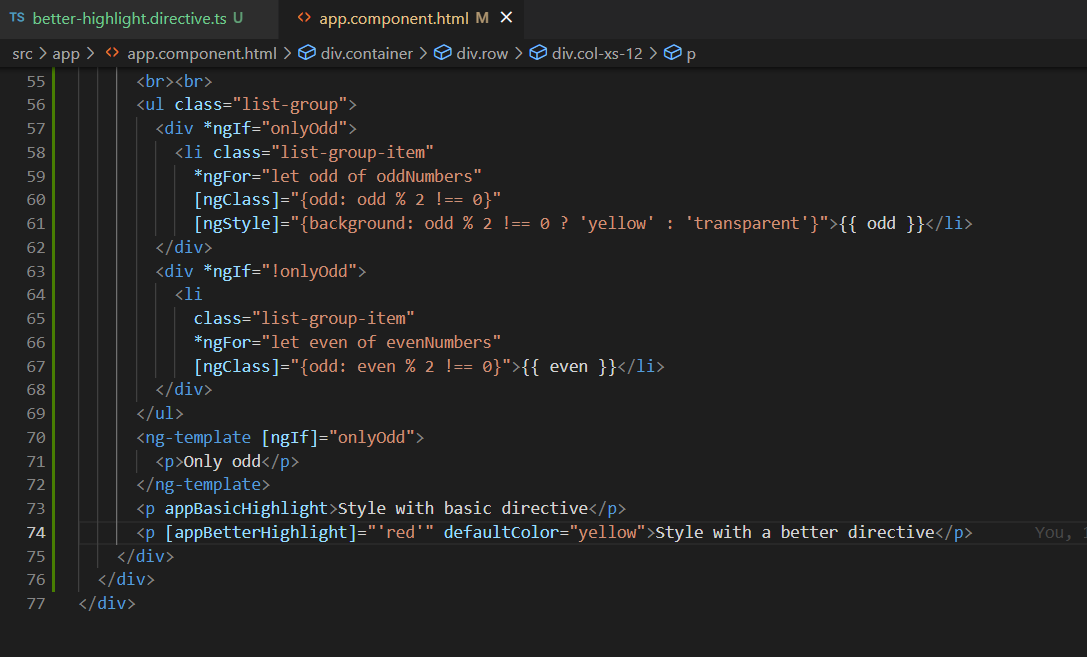 TS better-highlight.directive.ts U
<> app.component.html M ×
src > app > <> app.component.html > div.container > div.row > div.col-xs-12 > p
55 <br><br>
56 <ul class="list-group">
57 <div *ngIf="onlyOdd">
58 <li class="list-group-item"
59 *ngFor="let odd of oddNumbers"
60 [ngClass]="{odd: odd % 2 !== 0}"
61 [ngStyle]="{background: odd % 2 !== 0 ? 'yellow' : 'transparent'}">{{ odd }}</li>
62 </div>
63 <div *ngIf="!onlyOdd">
64 <li
65 class="list-group-item"
66 *ngFor="let even of evenNumbers"
67 [ngClass]="{odd: even % 2 !== 0}">{{ even }}</li>
68 </div>
69 </ul>
70 <ng-template [ngIf]="onlyOdd">
71 <p>Only odd</p>
72 </ng-template>
73 <p appBasicHighlight>Style with basic directive</p>
74 <p [appBetterHighlight]="'red'" defaultColor="yellow">Style with a better directive</p> You,
75 </div>
76 </div>
77 </div>